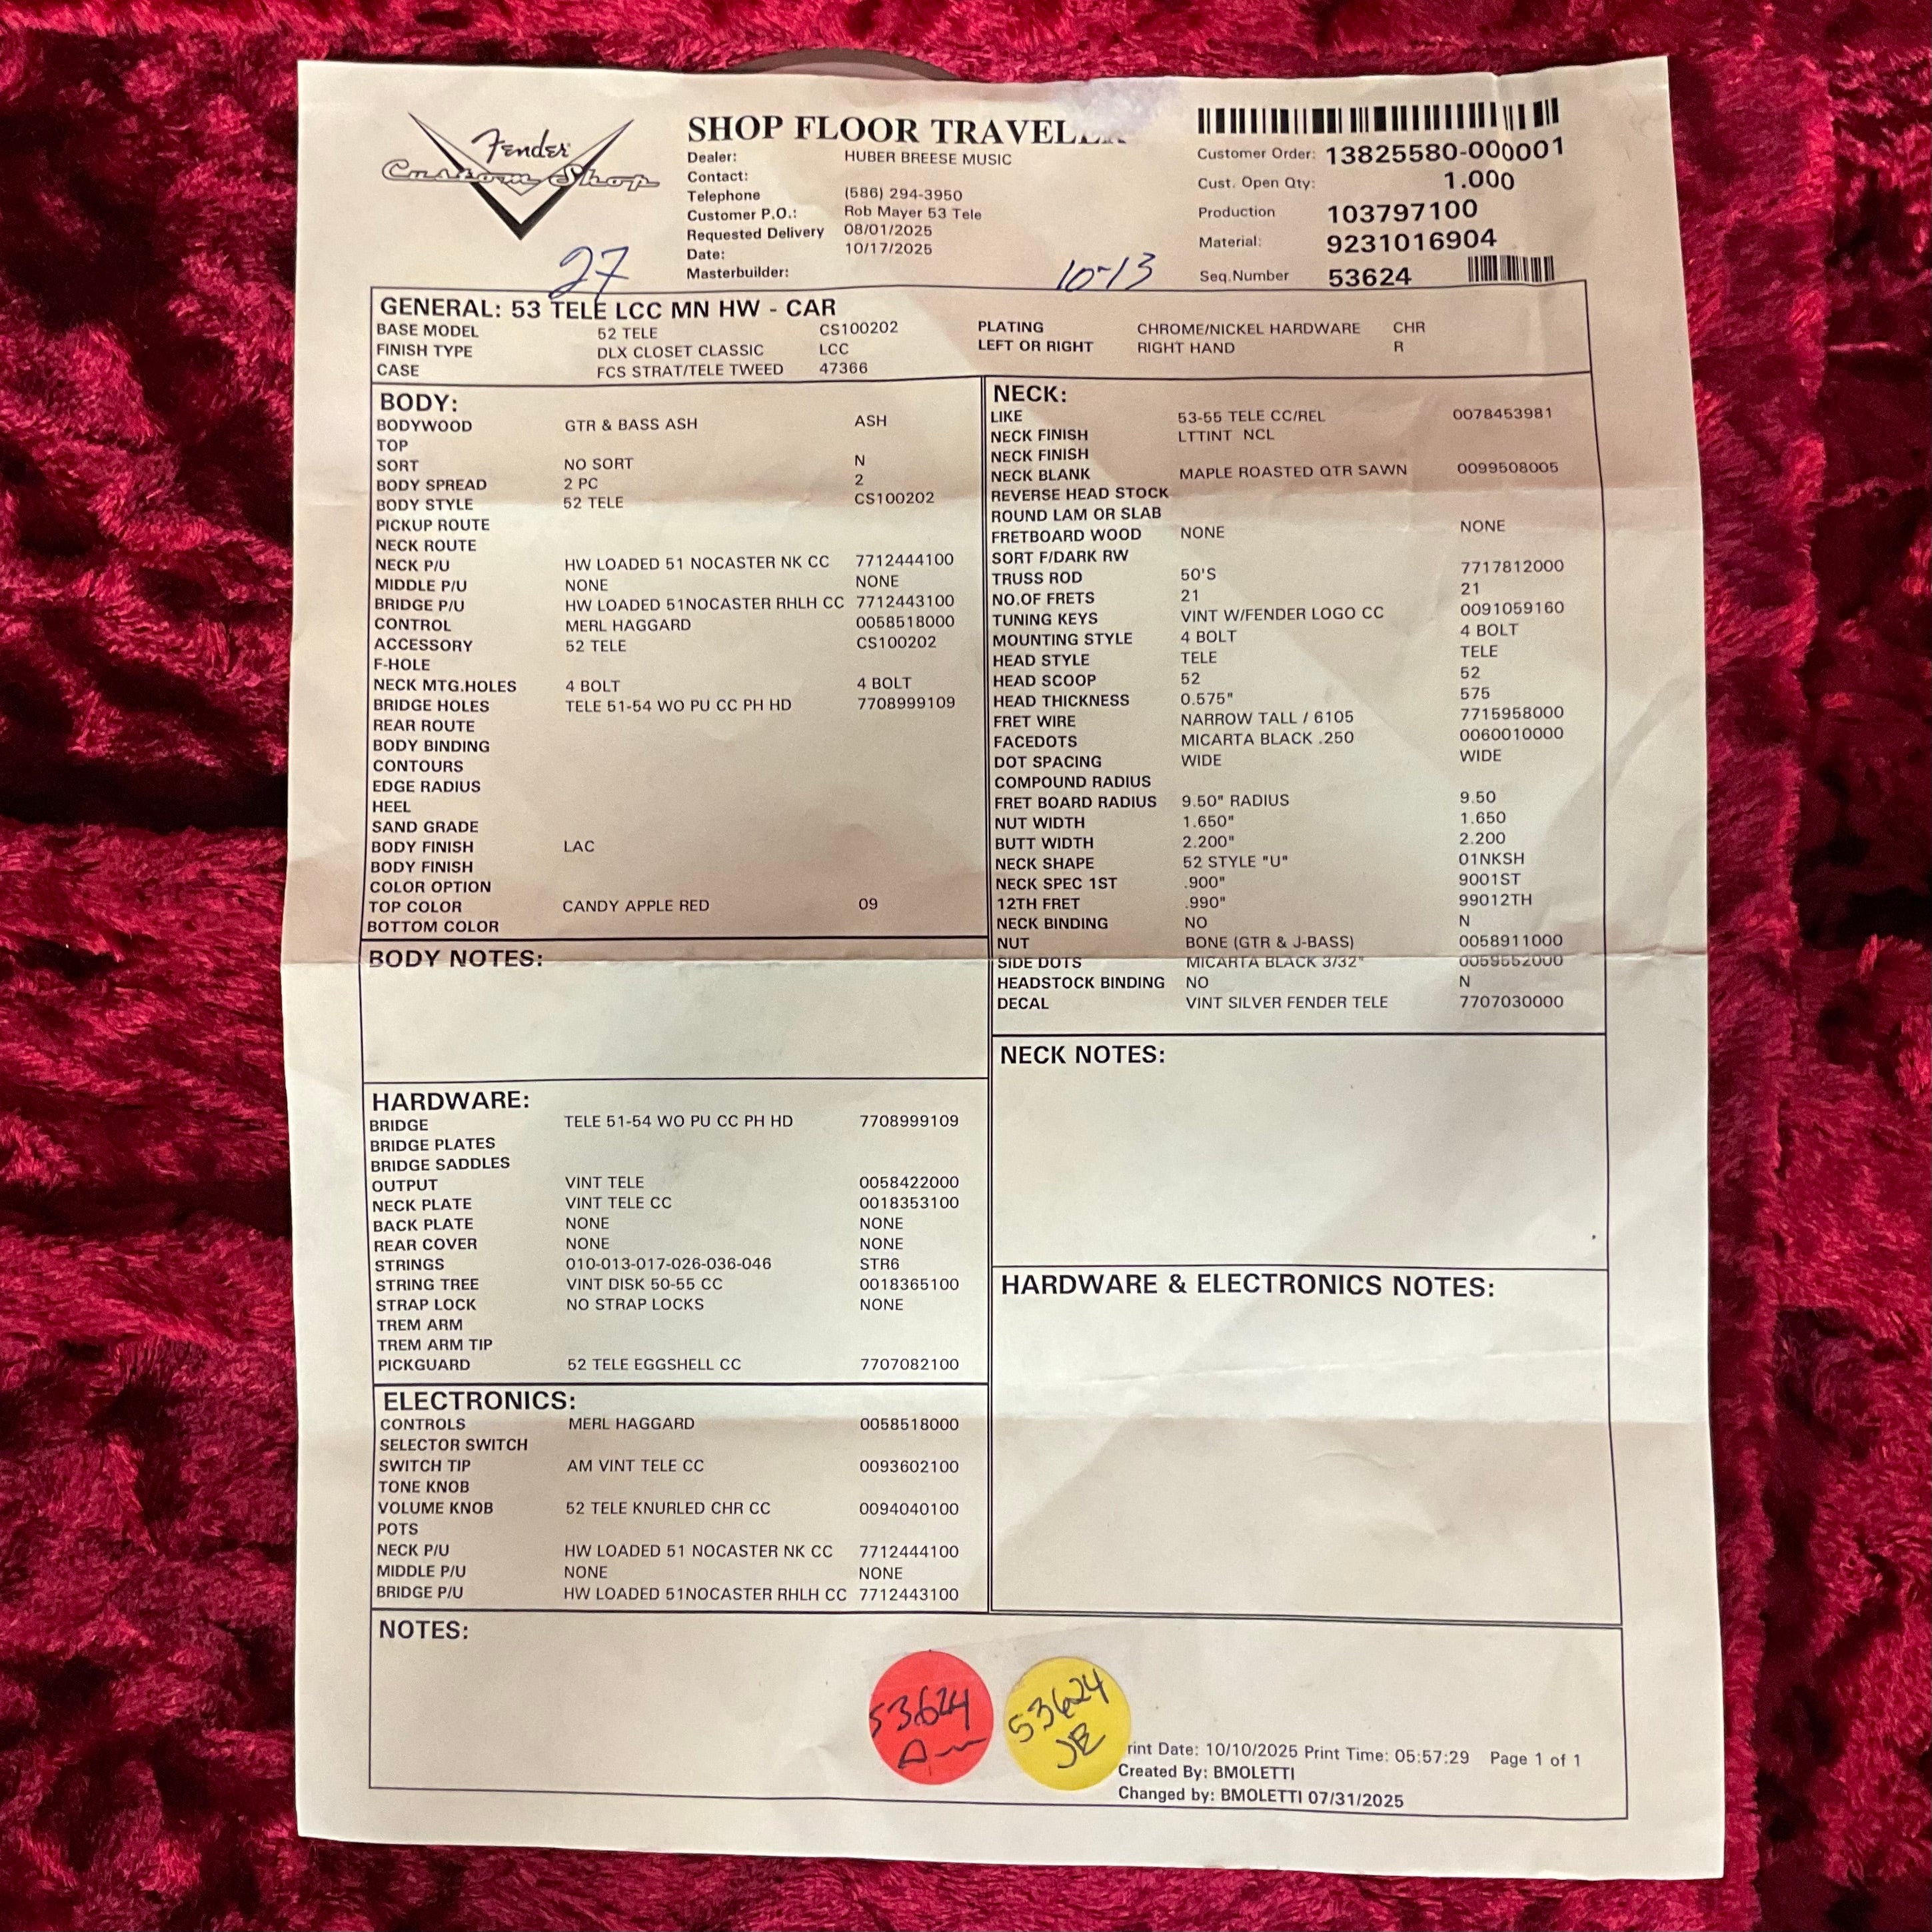 Fender
Custom Shop
SHOP FLOOR TRAVELER
Dealer: HUBER BREESE MUSIC
Contact:
Telephone (586) 294-3950
Customer P.O.: Rob Mayer 53 Tele
Requested Delivery 08/01/2025
Date: 10/17/2025
Masterbuilder:
Customer Order: 13825580-000001
Cust. Open Qty: 1.000
Production 103797100
Material: 9231016904
Seq.Number 53624
27
10-13
GENERAL: 53 TELE LCC MN HW - CAR
BASE MODEL 52 TELE CS100202 PLATING CHROME/NICKEL HARDWARE CHR
FINISH TYPE DLX CLOSET CLASSIC LCC LEFT OR RIGHT RIGHT HAND R
CASE FCS STRAT/TELE TWEED 47366
BODY:
BODYWOOD GTR & BASS ASH ASH
TOP
SORT NO SORT N
BODY SPREAD 2 PC 2
BODY STYLE 52 TELE CS100202
PICKUP ROUTE
NECK ROUTE
NECK P/U HW LOADED 51 NOCASTER NK CC 7712444100
MIDDLE P/U NONE NONE
BRIDGE P/U HW LOADED 51NOCASTER RHLH CC 7712443100
CONTROL MERL HAGGARD 0058518000
ACCESSORY 52 TELE CS100202
F-HOLE
NECK MTG.HOLES 4 BOLT 4 BOLT
BRIDGE HOLES TELE 51-54 WO PU CC PH HD 7708999109
REAR ROUTE
BODY BINDING
CONTOURS
EDGE RADIUS
HEEL
SAND GRADE
BODY FINISH LAC
BODY FINISH
COLOR OPTION
TOP COLOR CANDY APPLE RED 09
BOTTOM COLOR
BODY NOTES:
HARDWARE:
BRIDGE TELE 51-54 WO PU CC PH HD 7708999109
BRIDGE PLATES
BRIDGE SADDLES
OUTPUT VINT TELE 0058422000
NECK PLATE VINT TELE CC 0018353100
BACK PLATE NONE NONE
REAR COVER NONE NONE
STRINGS 010-013-017-026-036-046 STR6
STRING TREE VINT DISK 50-55 CC 0018365100
STRAP LOCK NO STRAP LOCKS NONE
TREM ARM
TREM ARM TIP
PICKGUARD 52 TELE EGGSHELL CC 7707082100
ELECTRONICS:
CONTROLS MERL HAGGARD 0058518000
SELECTOR SWITCH
SWITCH TIP AM VINT TELE CC 0093602100
TONE KNOB
VOLUME KNOB 52 TELE KNURLED CHR CC 0094040100
POTS
NECK P/U HW LOADED 51 NOCASTER NK CC 7712444100
MIDDLE P/U NONE NONE
BRIDGE P/U HW LOADED 51NOCASTER RHLH CC 7712443100
NECK:
LIKE 53-55 TELE CC/REL 0078453981
NECK FINISH LTTINT NCL
NECK FINISH
NECK BLANK MAPLE ROASTED QTR SAWN 0099508005
REVERSE HEAD STOCK
ROUND LAM OR SLAB
FRETBOARD WOOD NONE NONE
SORT F/DARK RW
TRUSS ROD 50'S 7717812000
NO.OF FRETS 21 21
TUNING KEYS VINT W/FENDER LOGO CC 0091059160
MOUNTING STYLE 4 BOLT 4 BOLT
HEAD STYLE TELE TELE
HEAD SCOOP 52 52
HEAD THICKNESS 0.575" 575
FRET WIRE NARROW TALL / 6105 7715958000
FACEDOTS MICARTA BLACK .250 0060010000
DOT SPACING WIDE WIDE
COMPOUND RADIUS
FRET BOARD RADIUS 9.50" RADIUS 9.50
NUT WIDTH 1.650" 1.650
BUTT WIDTH 2.200" 2.200
NECK SHAPE 52 STYLE "U" 01NKSH
NECK SPEC 1ST .900" 9001ST
12TH FRET .990" 99012TH
NECK BINDING NO N
NUT BONE (GTR & J-BASS) 0058911000
SIDE DOTS MICARTA BLACK 3/32" 0059552000
HEADSTOCK BINDING NO N
DECAL VINT SILVER FENDER TELE 7707030000
NECK NOTES:
HARDWARE & ELECTRONICS NOTES:
NOTES:
53624
53624
JE
rint Date: 10/10/2025 Print Time: 05:57:29 Page 1 of 1
Created By: BMOLETTI
Changed by: BMOLETTI 07/31/2025